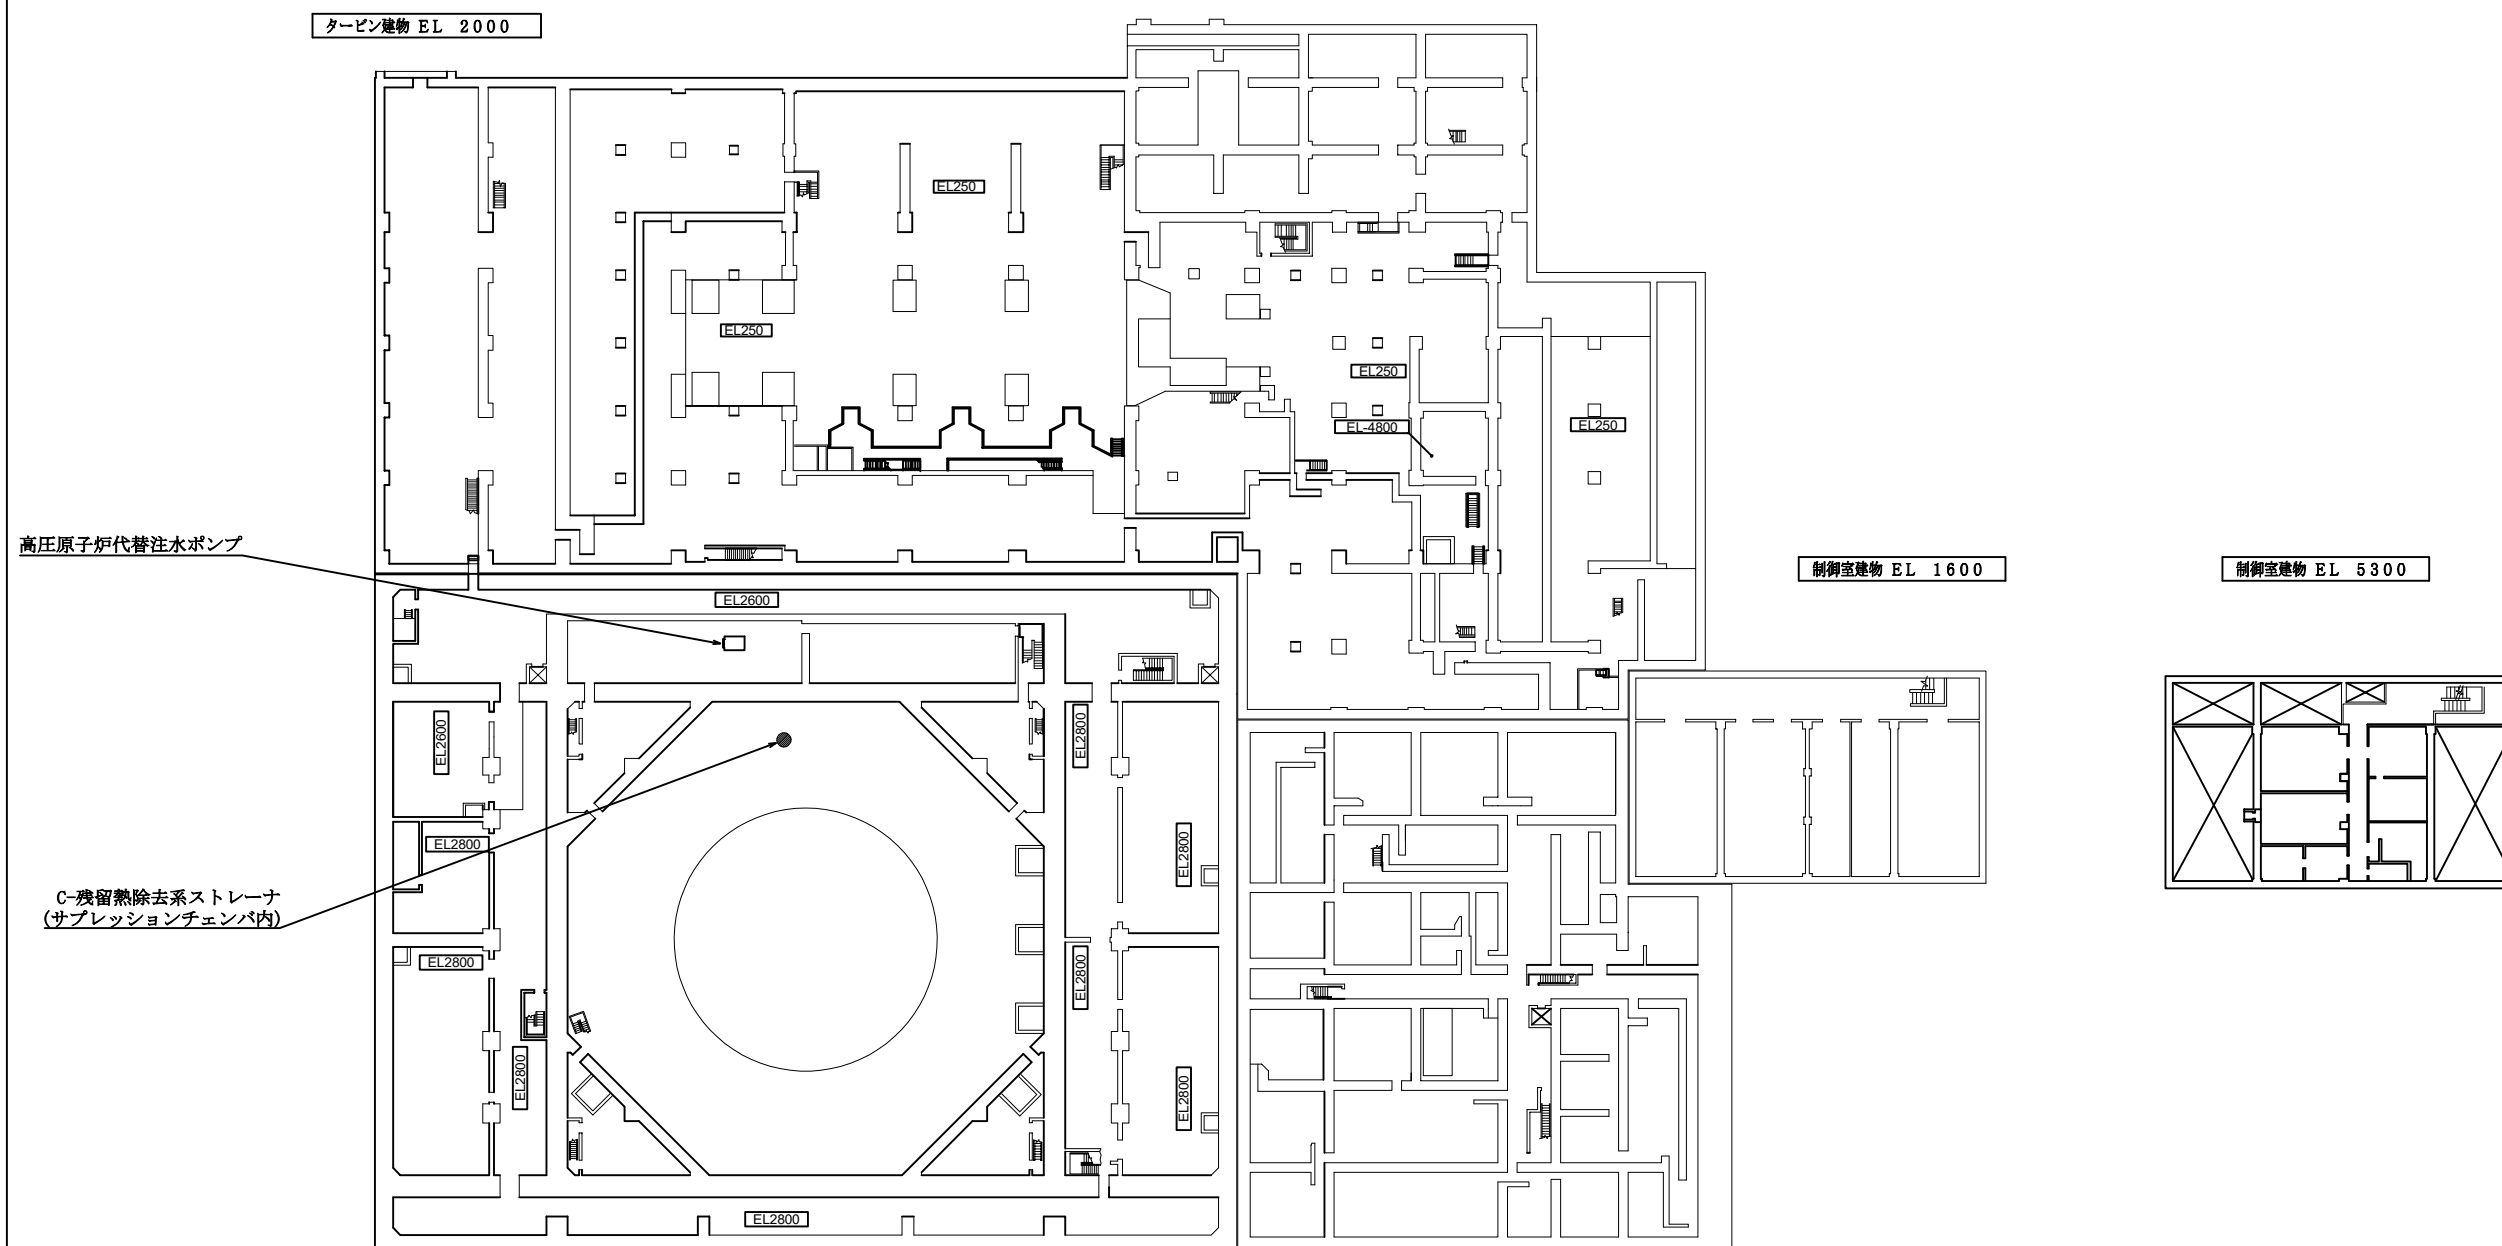 タービン建物 EL 2000
EL250
EL250
EL250
EL-4800
EL250
高圧原子炉代替注水ポンプ
制御室建物 EL 1600
制御室建物 EL 5300
EL2600
EL2600
EL2800
EL2800
EL2800
C-残留熱除去系ストレーナ
(サプレッションチェンバ内)
EL2800
EL2800
EL2800
EL2800
EL2800